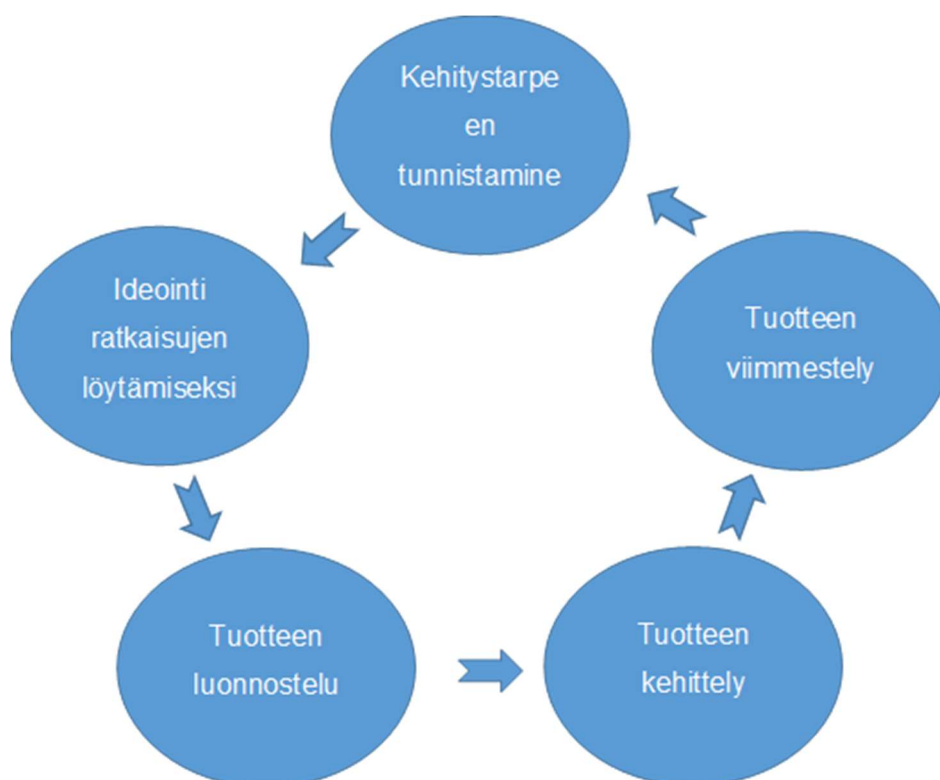 Kehitystarpe
en
tunnistamine
Ideointi
ratkaisujen
löytämiseksi
Tuotteen
luonnostelu
Tuotteen
kehittely
Tuotteen
viimmestely